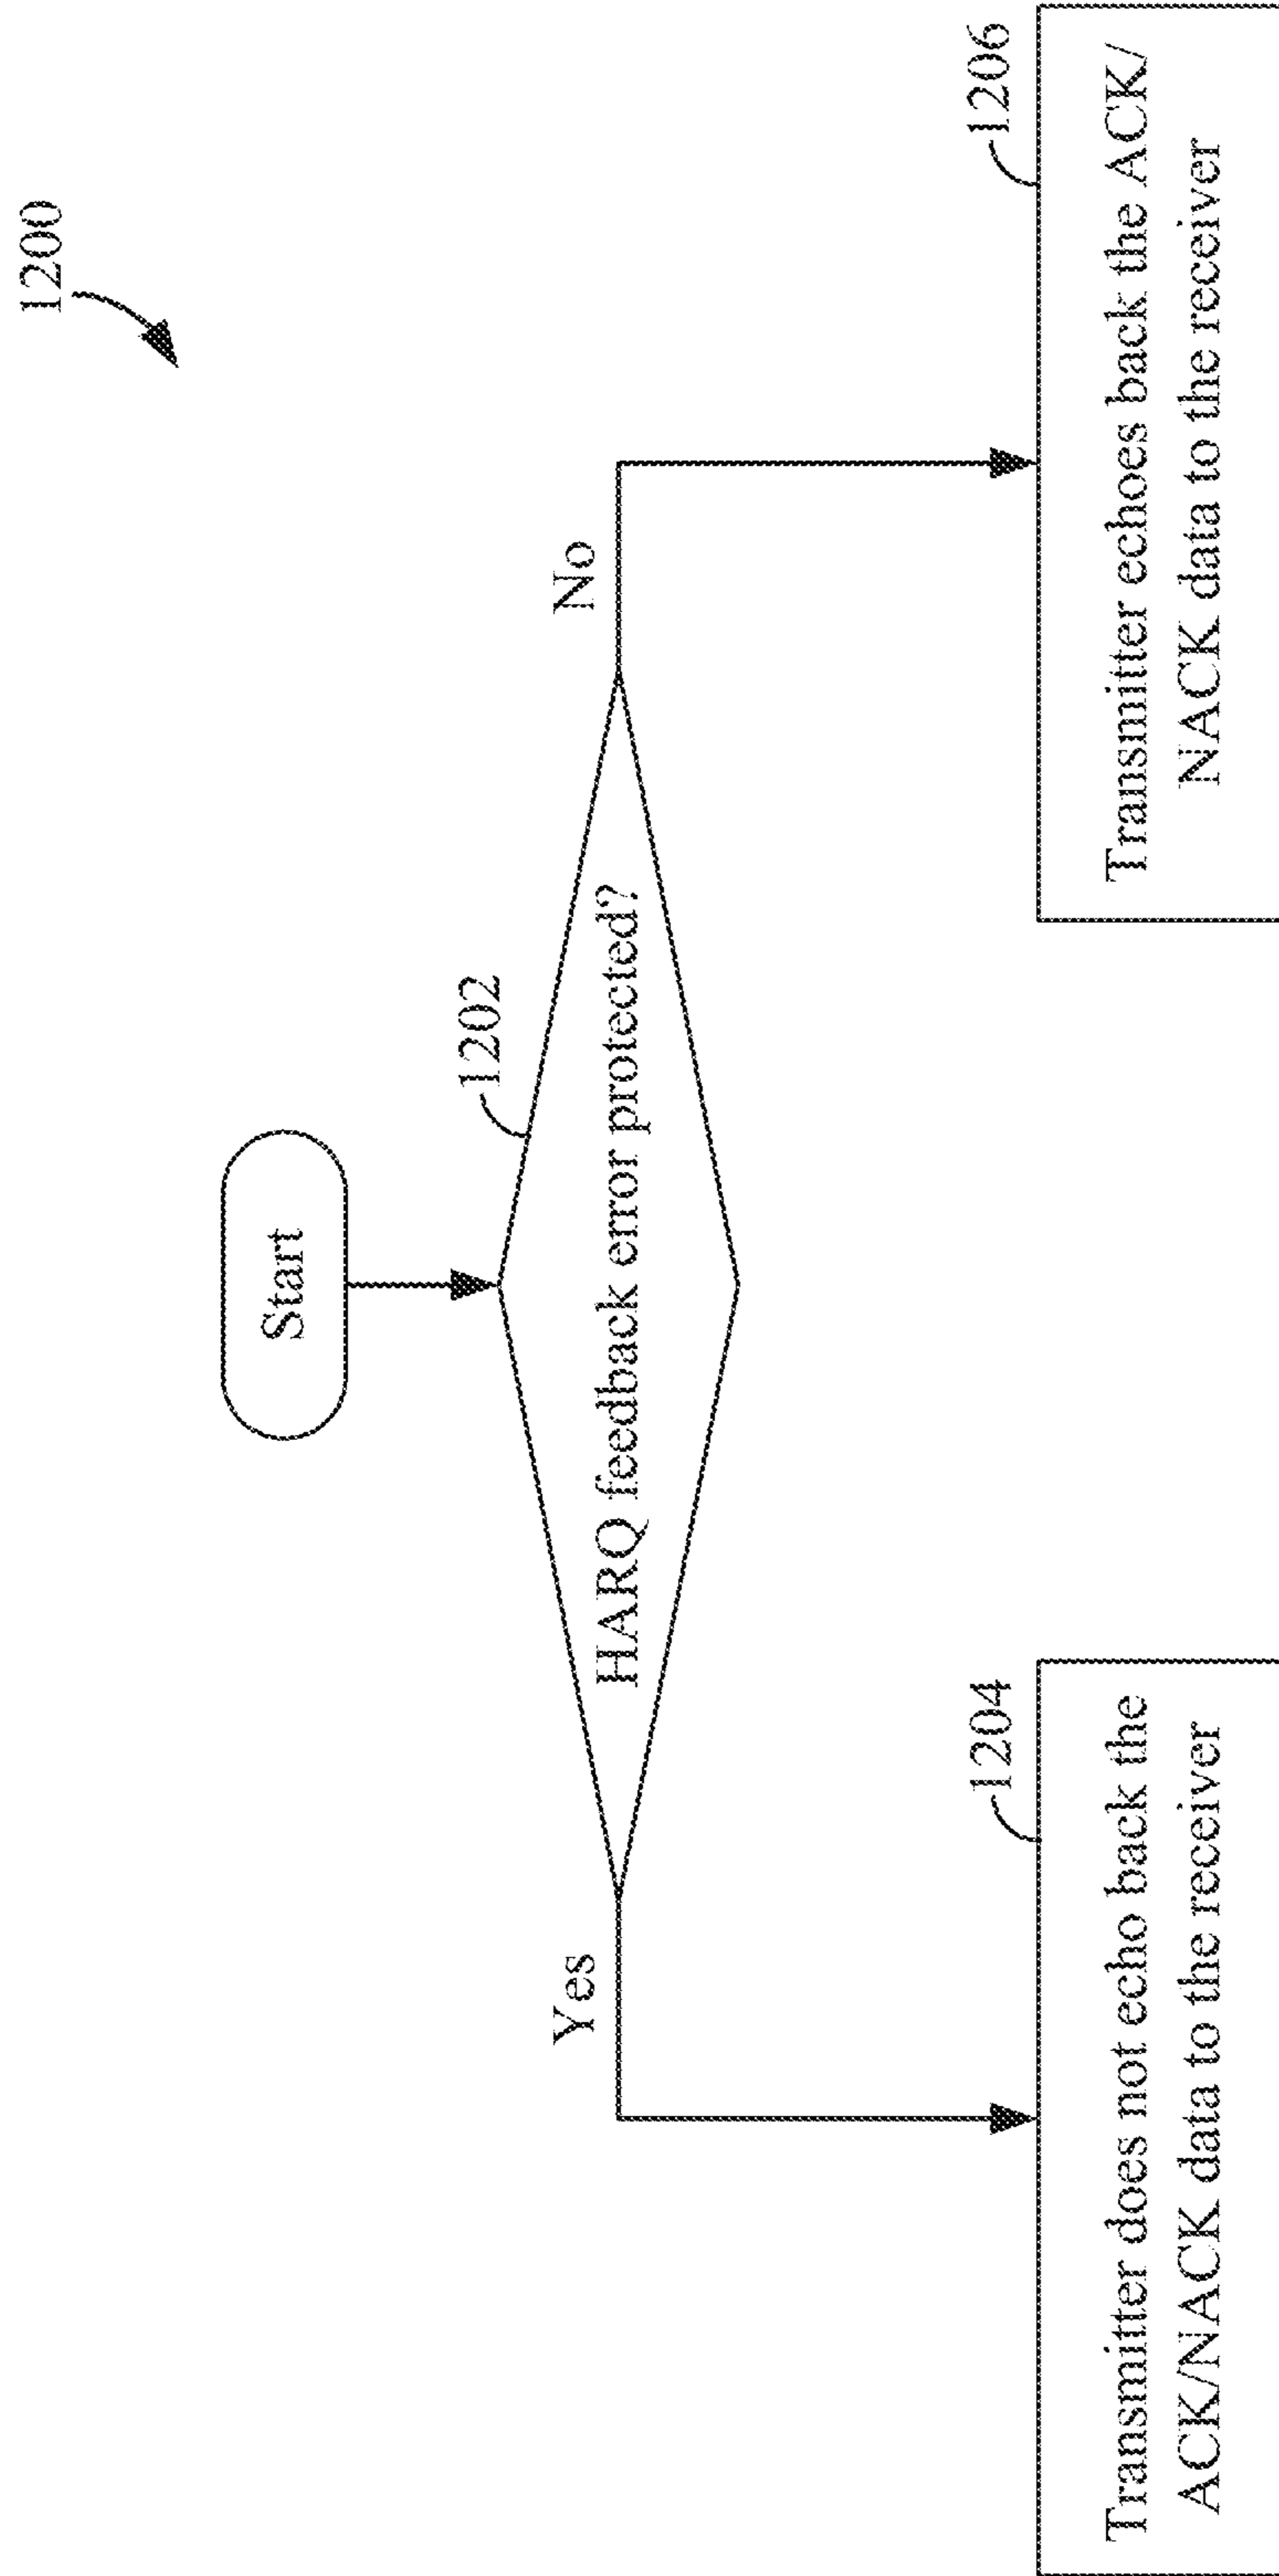 1200
Start
1202
HARQ feedback error protected?
Yes
No
1204
Transmitter does not echo back the
ACK/NACK data to the receiver
1206
Transmitter echoes back the ACK/
NACK data to the receiver